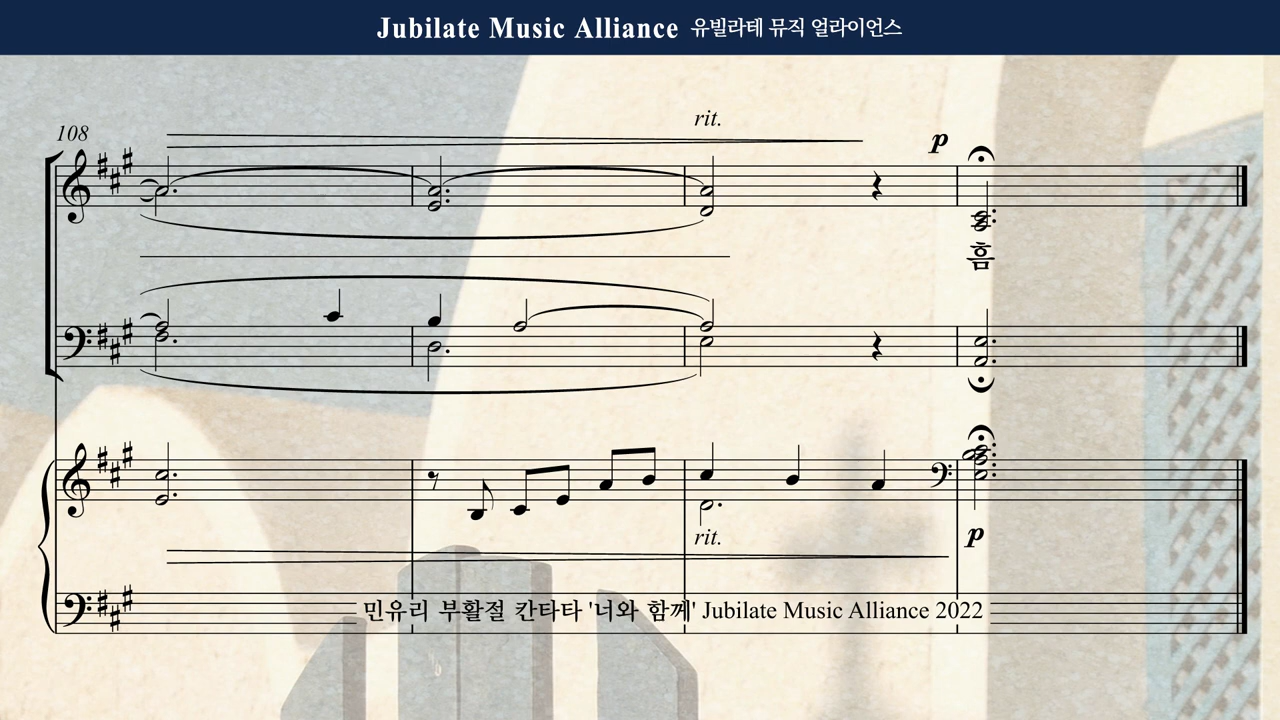 Jubilate Music Alliance 유빌라테 뮤직 얼라이언스
108
rit.
p
흠
rit.
p
민유리 부활절 칸타타 '너와 함께' Jubilate Music Alliance 2022